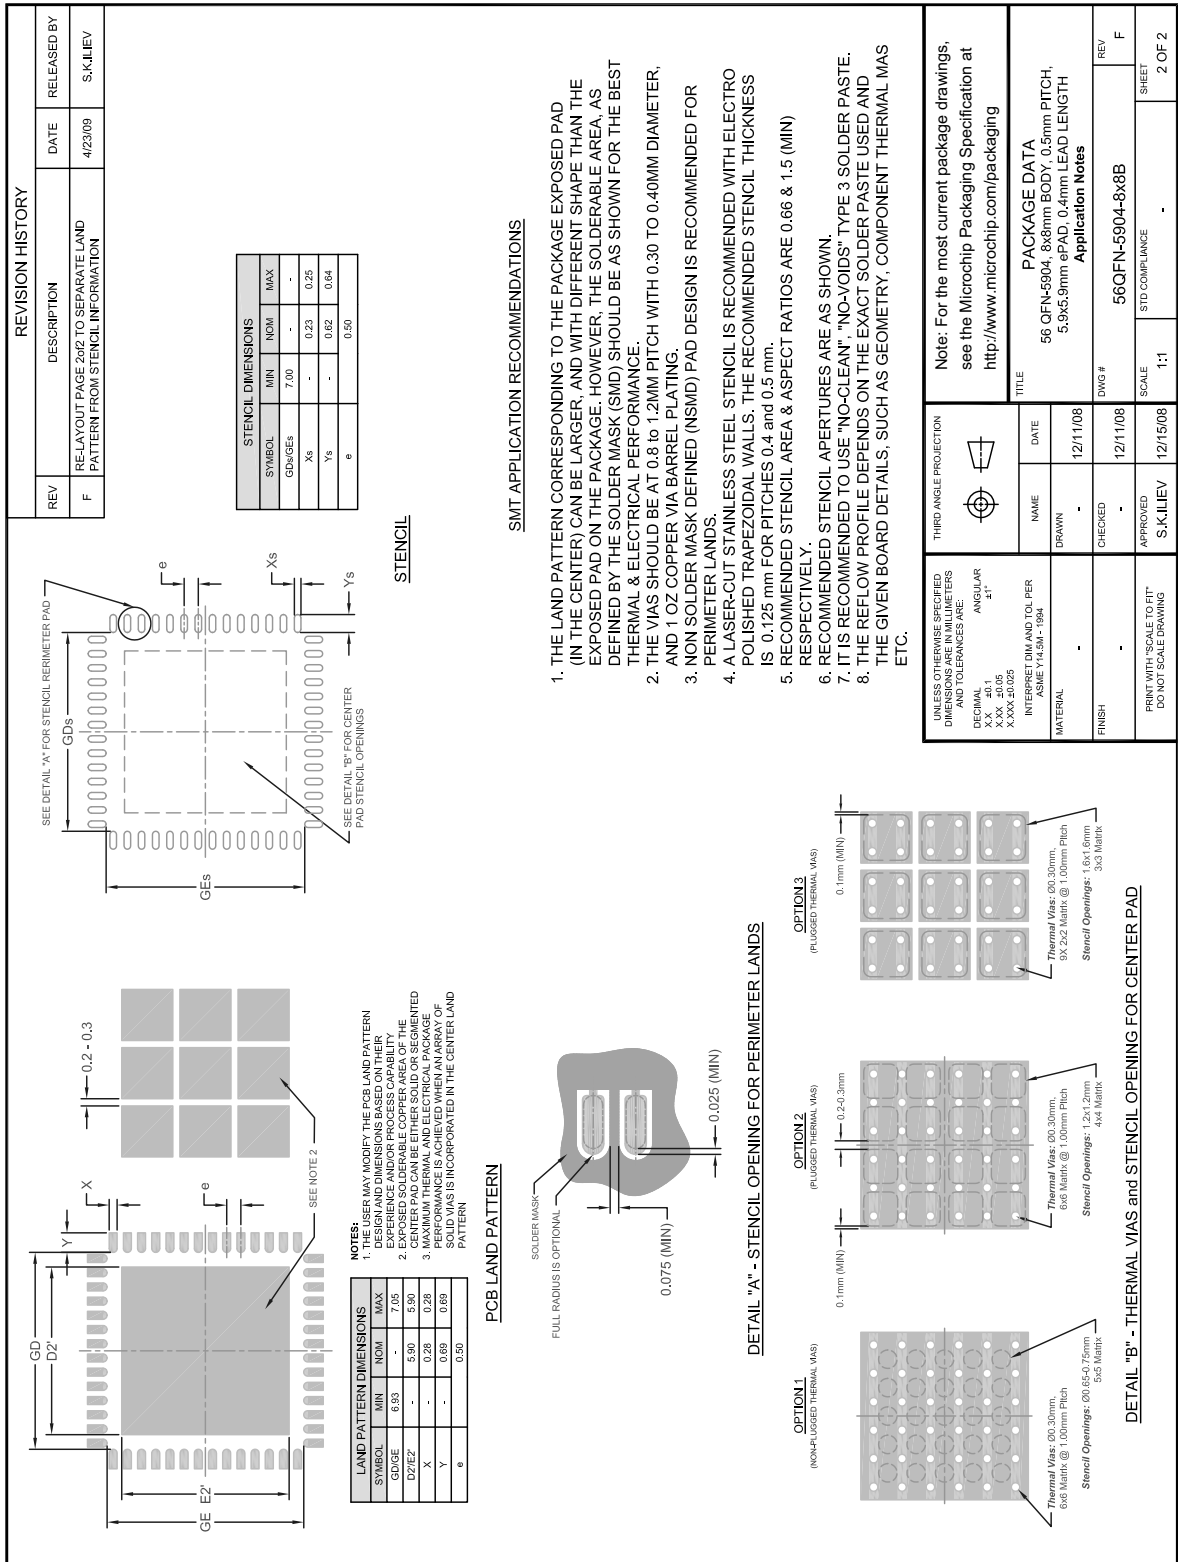 REVISION HISTORY
REV DESCRIPTION DATE RELEASED BY
F RE-LAYOUT PAGE 2of2 TO SEPARATE LAND PATTERN FROM STENCIL INFORMATION 4/23/09 S.K.ILIEV
GD
D2'
Y
X
GE
E2'
e
0.2 - 0.3
SEE NOTE 2
LAND PATTERN DIMENSIONS
SYMBOL MIN NOM MAX
GD/GE 6.93 - 7.05
D2'/E2' - 5.90 5.90
X - 0.28 0.28
Y - 0.69 0.69
e 0.50
NOTES:
1. THE USER MAY MODIFY THE PCB LAND PATTERN
DESIGN AND DIMENSIONS BASED ON THEIR
EXPERIENCE AND/OR PROCESS CAPABILITY
2. EXPOSED SOLDERABLE COPPER AREA OF THE
CENTER PAD CAN BE EITHER SOLID OR SEGMENTED
3. MAXIMUM THERMAL AND ELECTRICAL PACKAGE
PERFORMANCE IS ACHIEVED WHEN AN ARRAY OF
SOLID VIAS IS INCORPORATED IN THE CENTER LAND
PATTERN
PCB LAND PATTERN
SEE DETAIL "A" FOR STENCIL RERIMETER PAD
GDs
GEs
e
Xs
Ys
SEE DETAIL "B" FOR CENTER
PAD STENCIL OPENINGS
STENCIL
STENCIL DIMENSIONS
SYMBOL MIN NOM MAX
GDs/GEs 7.00 - -
Xs - 0.23 0.25
Ys - 0.62 0.64
e 0.50
SOLDER MASK
FULL RADIUS IS OPTIONAL
0.075 (MIN)
0.025 (MIN)
DETAIL "A" - STENCIL OPENING FOR PERIMETER LANDS
SMT APPLICATION RECOMMENDATIONS
1. THE LAND PATTERN CORRESPONDING TO THE PACKAGE EXPOSED PAD
(IN THE CENTER) CAN BE LARGER, AND WITH DIFFERENT SHAPE THAN THE
EXPOSED PAD ON THE PACKAGE. HOWEVER, THE SOLDERABLE AREA, AS
DEFINED BY THE SOLDER MASK (SMD) SHOULD BE AS SHOWN FOR THE BEST
THERMAL & ELECTRICAL PERFORMANCE.
2. THE VIAS SHOULD BE AT 0.8 to 1.2MM PITCH WITH 0.30 TO 0.40MM DIAMETER,
AND 1 OZ COPPER VIA BARREL PLATING.
3. NON SOLDER MASK DEFINED (NSMD) PAD DESIGN IS RECOMMENDED FOR
PERIMETER LANDS.
4. A LASER-CUT STAINLESS STEEL STENCIL IS RECOMMENDED WITH ELECTRO
POLISHED TRAPEZOIDAL WALLS. THE RECOMMENDED STENCIL THICKNESS
IS 0.125 mm FOR PITCHES 0.4 and 0.5 mm.
5. RECOMMENDED STENCIL AREA & ASPECT RATIOS ARE 0.66 & 1.5 (MIN)
RESPECTIVELY.
6. RECOMMENDED STENCIL APERTURES ARE AS SHOWN.
7. IT IS RECOMMENDED TO USE "NO-CLEAN", "NO-VOIDS" TYPE 3 SOLDER PASTE.
8. THE REFLOW PROFILE DEPENDS ON THE EXACT SOLDER PASTE USED AND
THE GIVEN BOARD DETAILS, SUCH AS GEOMETRY, COMPONENT THERMAL MAS
ETC.
OPTION 1
(NON-PLUGGED THERMAL VIAS)
Thermal Vias: Ø0.30mm,
6x6 Matrix @ 1.00mm Pitch
Stencil Openings: Ø0.65-0.75mm
5x5 Matrix
OPTION 2
(PLUGGED THERMAL VIAS)
0.1mm (MIN)
0.2-0.3mm
Thermal Vias: Ø0.30mm,
6x6 Matrix @ 1.00mm Pitch
Stencil Openings: 1.2x1.2mm
4x4 Matrix
OPTION 3
(PLUGGED THERMAL VIAS)
0.1mm (MIN)
Thermal Vias: Ø0.30mm,
9X 2x2 Matrix @ 1.00mm Pitch
Stencil Openings: 1.6x1.6mm
3x3 Matrix
DETAIL "B" - THERMAL VIAS and STENCIL OPENING FOR CENTER PAD
UNLESS OTHERWISE SPECIFIED
DIMENSIONS ARE IN MILLIMETERS
AND TOLERANCES ARE:
DECIMAL ANGULAR
X.X ±0.1 ±1°
X.XX ±0.05
X.XXX ±0.025
INTERPRET DIM AND TOL PER
ASME Y14.5M - 1994
MATERIAL
-
FINISH
-
PRINT WITH "SCALE TO FIT"
DO NOT SCALE DRAWING
THIRD ANGLE PROJECTION
NAME DATE
DRAWN - 12/11/08
CHECKED - 12/11/08
APPROVED S.K.ILIEV 12/15/08
Note: For the most current package drawings,
see the Microchip Packaging Specification at
http://www.microchip.com/packaging
TITLE
PACKAGE DATA
56 QFN-5904, 8x8mm BODY, 0.5mm PITCH,
5.9x5.9mm ePAD, 0.4mm LEAD LENGTH
Application Notes
DWG # 56QFN-5904-8x8B REV F
SCALE 1:1 STD COMPLIANCE - SHEET 2 OF 2